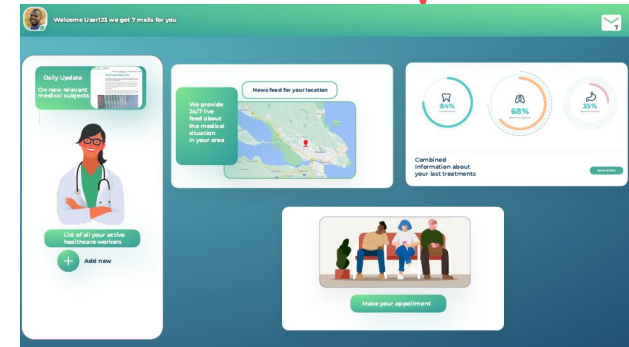 Welcome User123 we got 7 mails for you
7
Daily Update
On new relevant
medical subjects
List of all your active
healthcare workers
Add new
News feed for your location
We provide
24/7 live
feed about
the medical
situation
in your area
84%
68%
35%
Combined
Information about
your last treatments
Make your appoitment